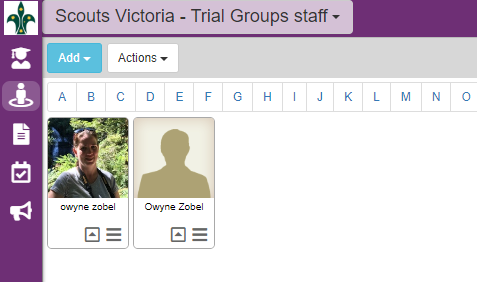 Scouts Victoria - Trial Groups staff
Add Actions
A B C D E F G H I J K L M N O
owyne zobel Owyne Zobel